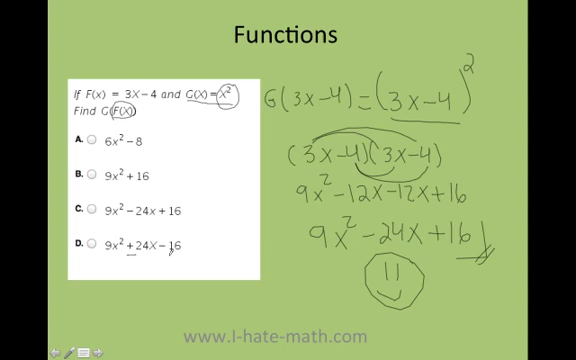 Functions
If F(x) = 3X − 4 and G(X) = x²
Find G(F(X))
A. 6x² − 8
B. 9x² + 16
C. 9x² − 24x + 16
D. 9x² + 24X − 16
G(3x−4) = (3x−4)²
(3x−4)(3x−4)
9x² −12x −12x +16
9x² −24x +16
www.I-hate-math.com